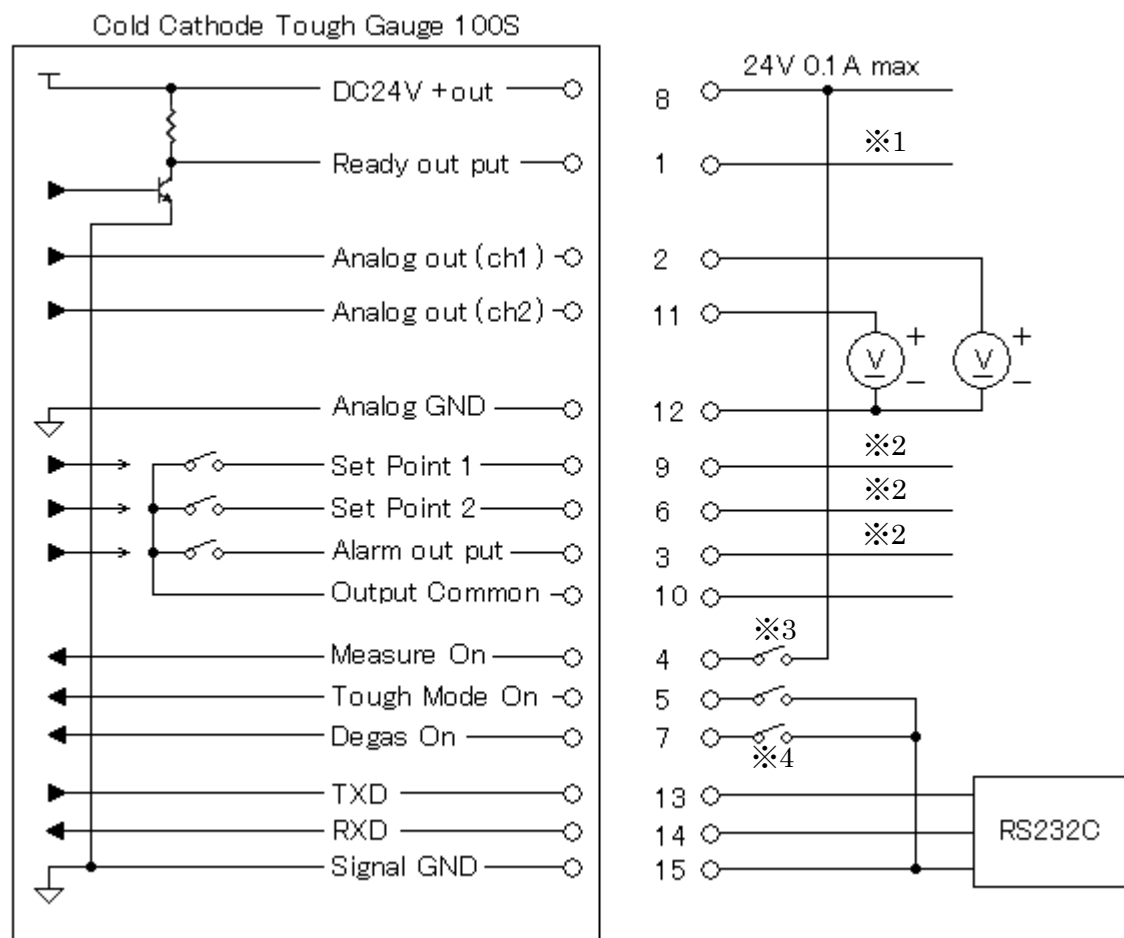 Cold Cathode Tough Gauge 100S
24V 0.1A max
DC24V +out 8
※1
Ready out put 1
Analog out (ch1) 2
Analog out (ch2) 11
+ +
V V
− −
Analog GND 12
※2
Set Point 1 9
※2
Set Point 2 6
※2
Alarm out put 3
Output Common 10
※3
Measure On 4
Tough Mode On 5
Degas On 7
※4
TXD 13
RXD 14 RS232C
Signal GND 15